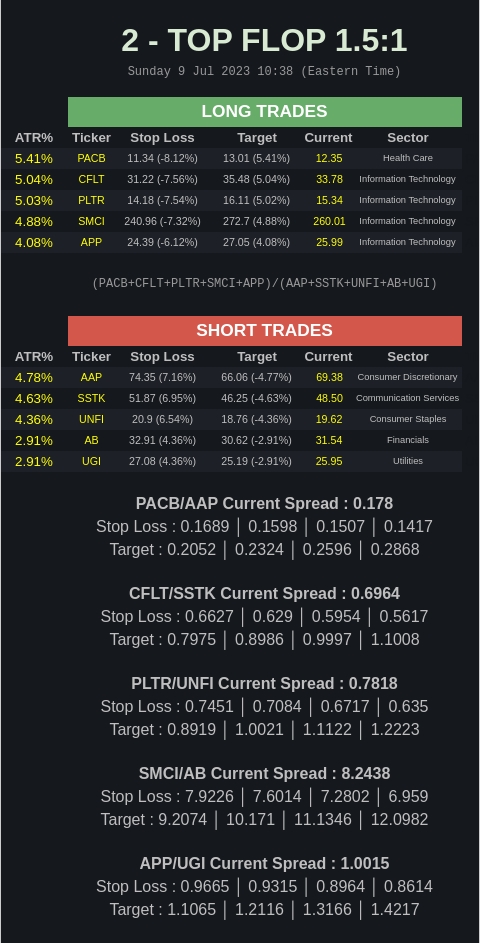 2 - TOP FLOP 1.5:1
Sunday 9 Jul 2023 10:38 (Eastern Time)
LONG TRADES
ATR% Ticker Stop Loss Target Current Sector
5.41% PACB 11.34 (-8.12%) 13.01 (5.41%) 12.35 Health Care
5.04% CFLT 31.22 (-7.56%) 35.48 (5.04%) 33.78 Information Technology
5.03% PLTR 14.18 (-7.54%) 16.11 (5.02%) 15.34 Information Technology
4.88% SMCI 240.96 (-7.32%) 272.7 (4.88%) 260.01 Information Technology
4.08% APP 24.39 (-6.12%) 27.05 (4.08%) 25.99 Information Technology
(PACB+CFLT+PLTR+SMCI+APP)/(AAP+SSTK+UNFI+AB+UGI)
SHORT TRADES
ATR% Ticker Stop Loss Target Current Sector
4.78% AAP 74.35 (7.16%) 66.06 (-4.77%) 69.38 Consumer Discretionary
4.63% SSTK 51.87 (6.95%) 46.25 (-4.63%) 48.50 Communication Services
4.36% UNFI 20.9 (6.54%) 18.76 (-4.36%) 19.62 Consumer Staples
2.91% AB 32.91 (4.36%) 30.62 (-2.91%) 31.54 Financials
2.91% UGI 27.08 (4.36%) 25.19 (-2.91%) 25.95 Utilities
PACB/AAP Current Spread : 0.178
Stop Loss : 0.1689 │ 0.1598 │ 0.1507 │ 0.1417
Target : 0.2052 │ 0.2324 │ 0.2596 │ 0.2868
CFLT/SSTK Current Spread : 0.6964
Stop Loss : 0.6627 │ 0.629 │ 0.5954 │ 0.5617
Target : 0.7975 │ 0.8986 │ 0.9997 │ 1.1008
PLTR/UNFI Current Spread : 0.7818
Stop Loss : 0.7451 │ 0.7084 │ 0.6717 │ 0.635
Target : 0.8919 │ 1.0021 │ 1.1122 │ 1.2223
SMCI/AB Current Spread : 8.2438
Stop Loss : 7.9226 │ 7.6014 │ 7.2802 │ 6.959
Target : 9.2074 │ 10.171 │ 11.1346 │ 12.0982
APP/UGI Current Spread : 1.0015
Stop Loss : 0.9665 │ 0.9315 │ 0.8964 │ 0.8614
Target : 1.1065 │ 1.2116 │ 1.3166 │ 1.4217